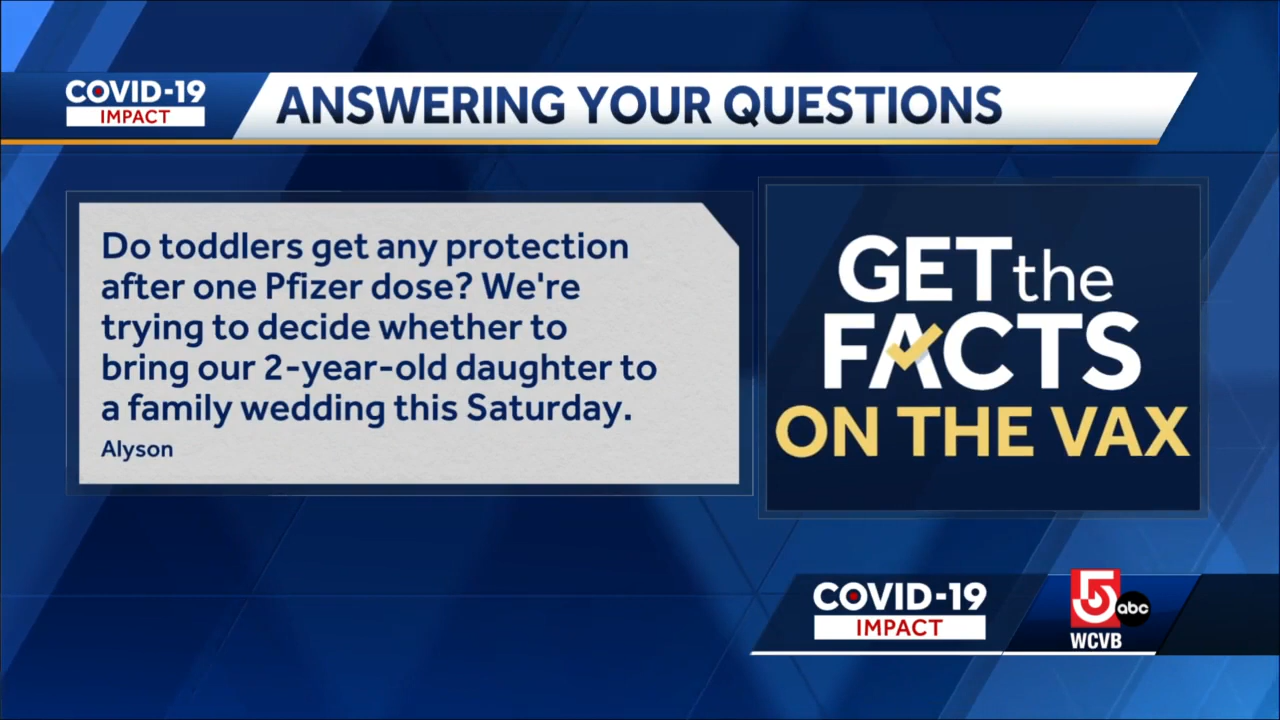 COVID-19
IMPACT
ANSWERING YOUR QUESTIONS
Do toddlers get any protection
after one Pfizer dose? We're
trying to decide whether to
bring our 2-year-old daughter to
a family wedding this Saturday.
Alyson
GET the
FACTS
ON THE VAX
COVID-19
IMPACT
5
abc
WCVB